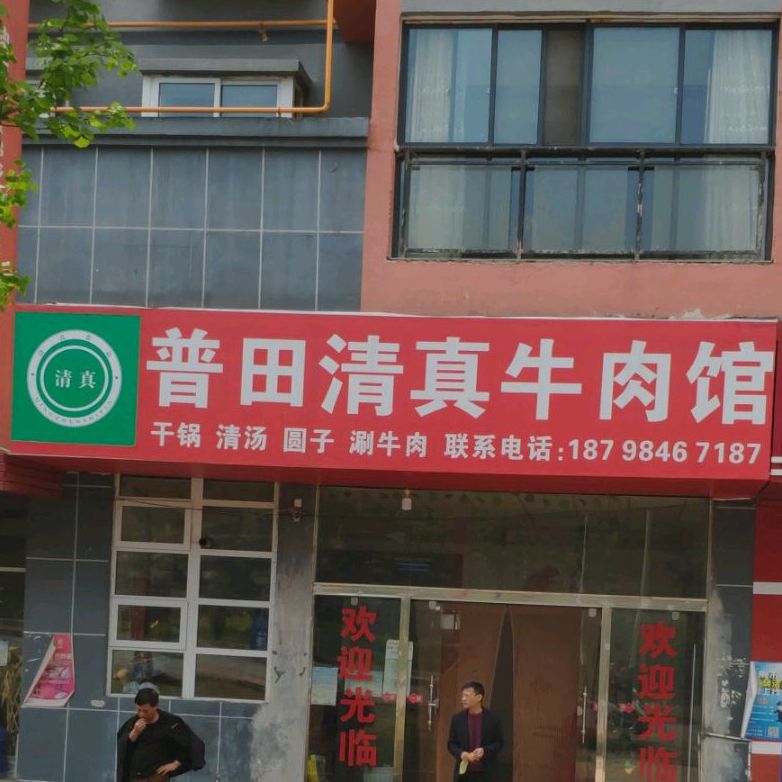 普田清真牛肉馆
清真
干锅 清汤 圆子 涮牛肉 联系电话:187 9846 7187
欢迎光临
欢迎光临